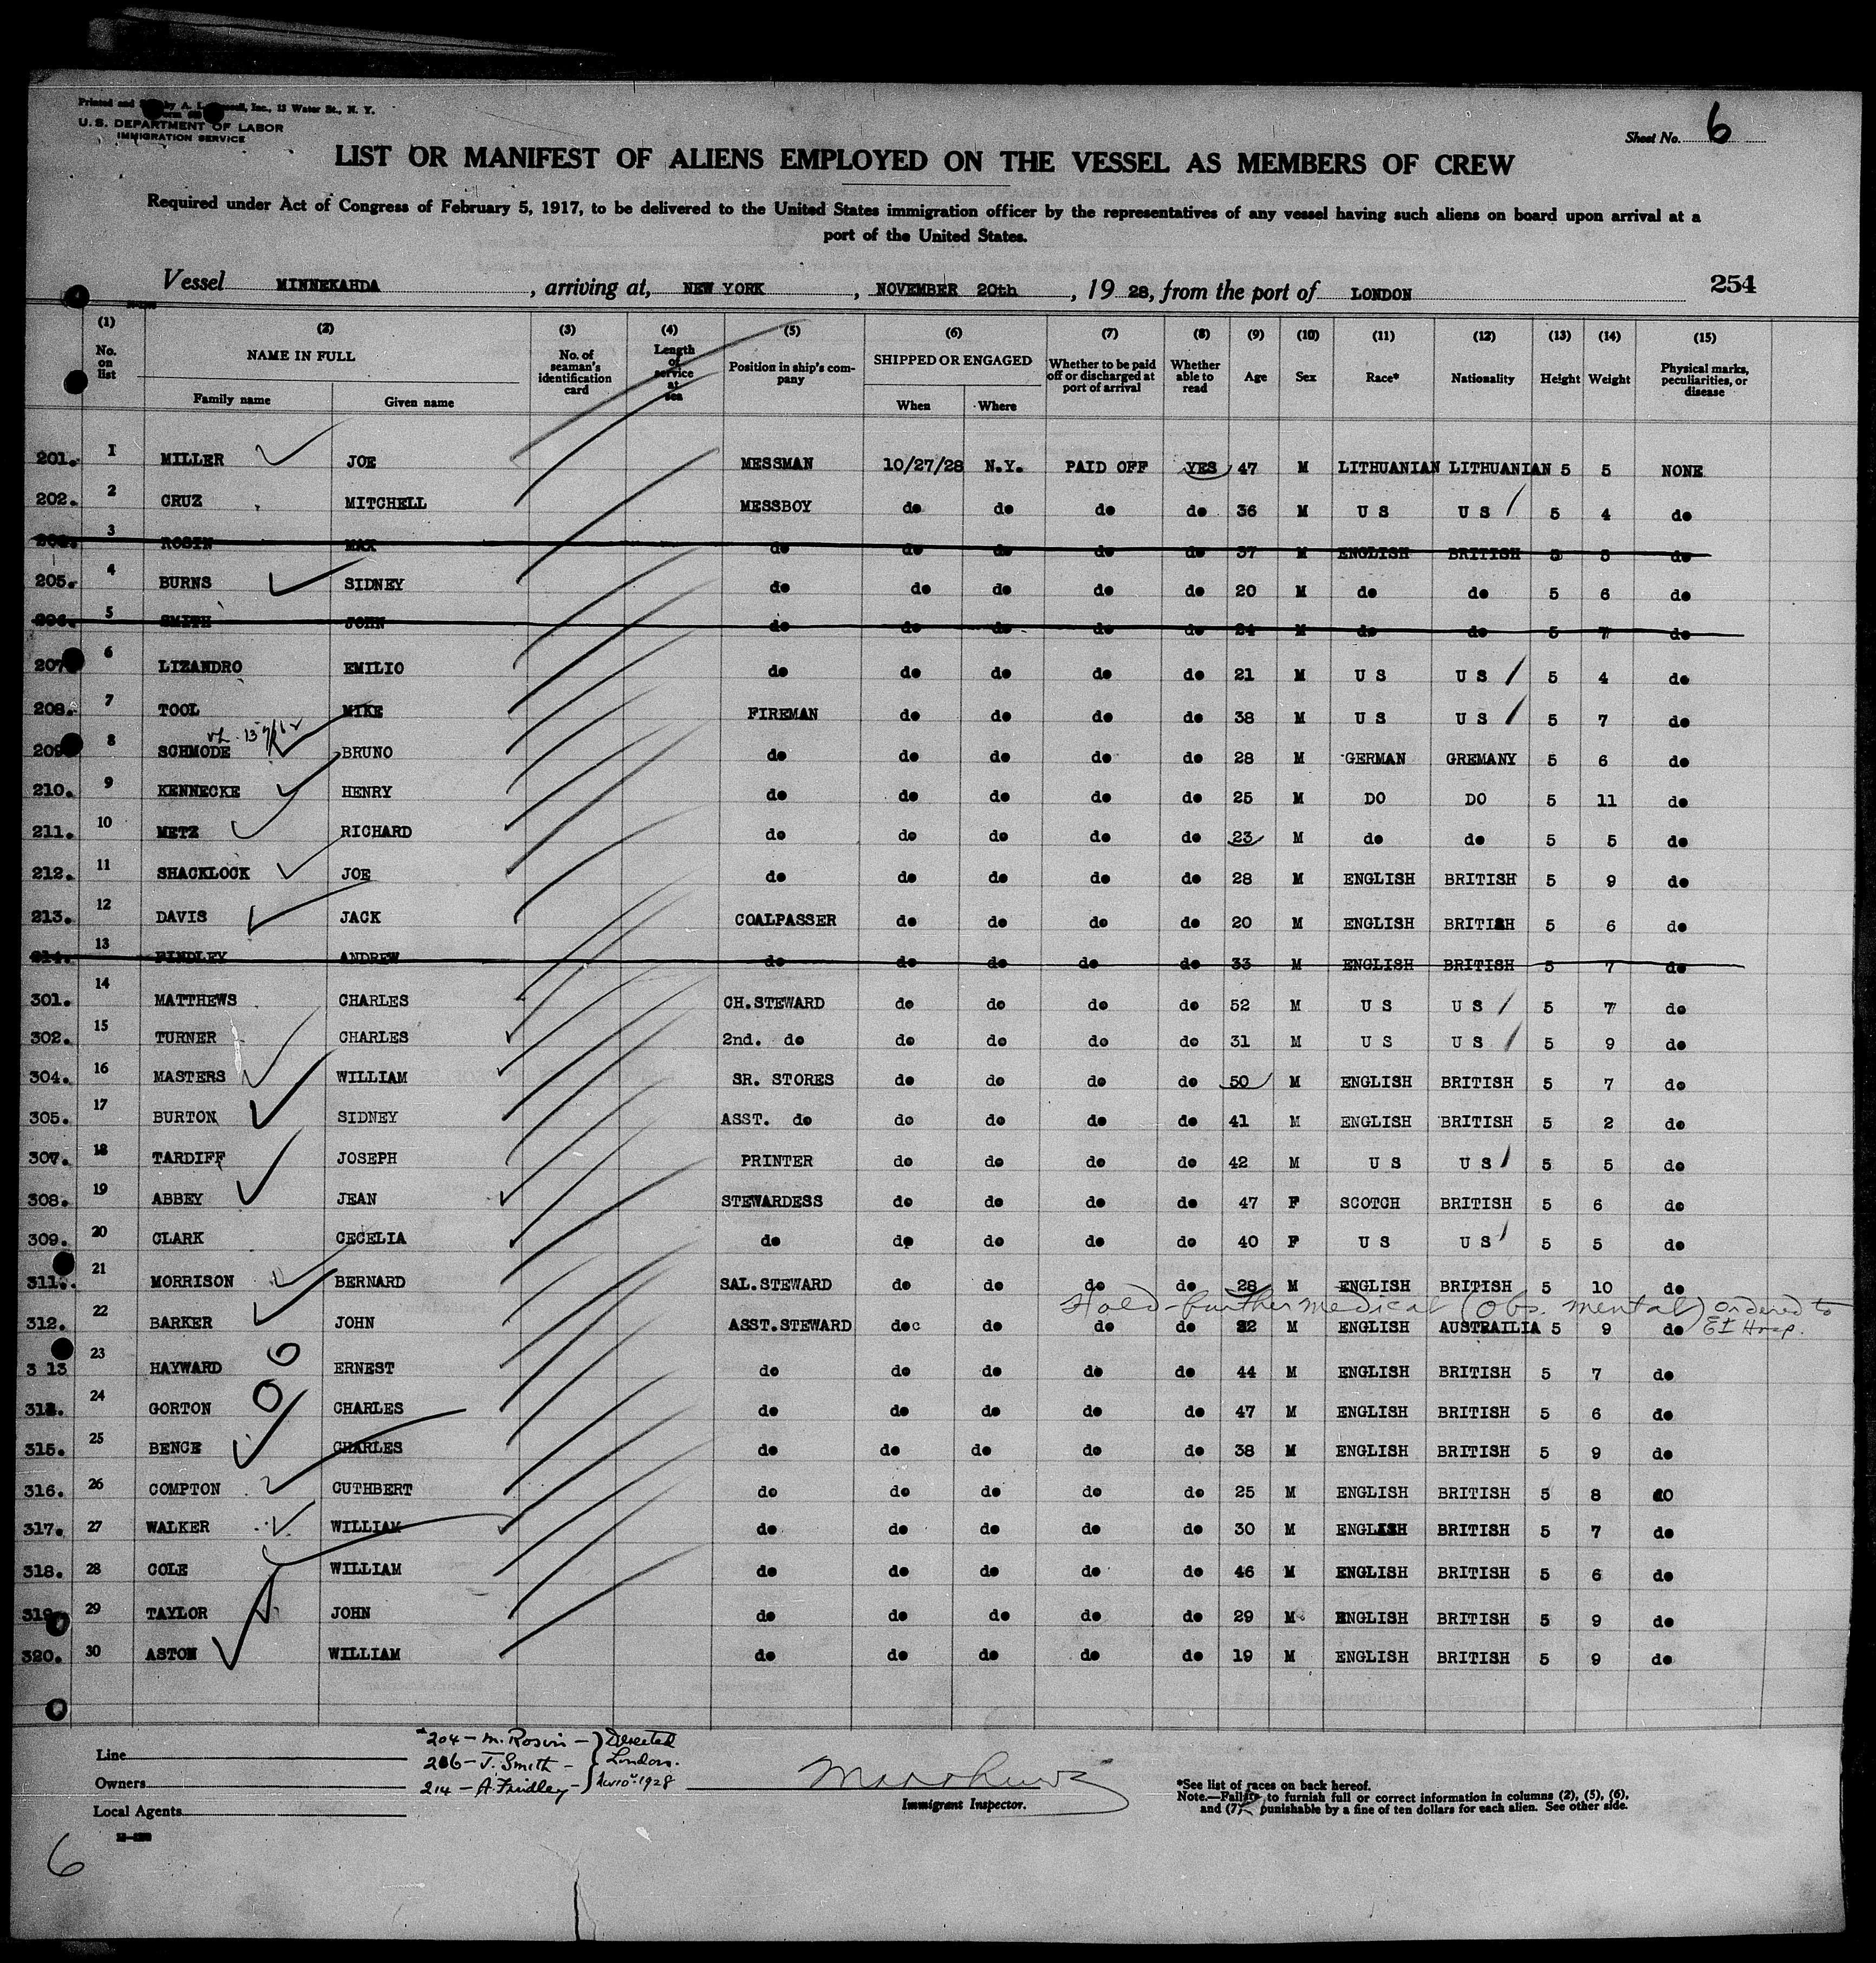 Printed and by A. L. Inc., 13 Water St., N. Y.
U. S. DEPARTMENT OF LABOR
IMMIGRATION SERVICE
Sheet No. 6
LIST OR MANIFEST OF ALIENS EMPLOYED ON THE VESSEL AS MEMBERS OF CREW
Required under Act of Congress of February 5, 1917, to be delivered to the United States immigration officer by the representatives of any vessel having such aliens on board upon arrival at a
port of the United States.
Vessel MINNEKAHDA, arriving at, NEW YORK, NOVEMBER 20th, 19 28, from the port of LONDON
254
(1) (2) (3) (4) (5) (6) (7) (8) (9) (10) (11) (12) (13) (14) (15)
No. on list NAME IN FULL Family name Given name No. of seaman's identification card Length of service at sea Position in ship's company SHIPPED OR ENGAGED When Where Whether to be paid off or discharged at port of arrival Whether able to read Age Sex Race* Nationality Height Weight Physical marks, peculiarities, or disease
201. 1 MILLER JOE MESSMAN 10/27/28 N.Y. PAID OFF YES 47 M LITHUANIAN LITHUANIAN 5 5 NONE
202. 2 CRUZ MITCHELL MESSBOY do do do do 36 M U S U S 5 4 do
3 ROSIN MAX do do do do do 37 M ENGLISH BRITISH 5 5 do
205. 4 BURNS SIDNEY do do do do do 20 M do do 5 6 do
206. 5 SMITH JOHN do do do do do 24 M do do 5 7 do
207 6 LIZANDRO EMILIO do do do do do 21 M U S U S 5 4 do
208. 7 TOOL MIKE FIREMAN do do do do 38 M U S U S 5 7 do
209 8 SCHMODE BRUNO do do do do do 28 M GERMAN GREMANY 5 6 do
210. 9 KENNECKE HENRY do do do do do 25 M DO DO 5 11 do
211. 10 METZ RICHARD do do do do do 23 M do do 5 5 do
212. 11 SHACKLOCK JOE do do do do do 28 M ENGLISH BRITISH 5 9 do
213. 12 DAVIS JACK COALPASSER do do do do 20 M ENGLISH BRITISH 5 6 do
214. 13 FINDLEY ANDREW do do do do do 33 M ENGLISH BRITISH 5 7 do
301. 14 MATTHEWS CHARLES CH.STEWARD do do do do 52 M U S U S 5 7 do
302. 15 TURNER CHARLES 2nd. do do do do do 31 M U S U S 5 9 do
304. 16 MASTERS WILLIAM SR. STORES do do do do 50 M ENGLISH BRITISH 5 7 do
305. 17 BURTON SIDNEY ASST. do do do do do 41 M ENGLISH BRITISH 5 2 do
307. 18 TARDIFF JOSEPH PRINTER do do do do 42 M U S U S 5 5 do
308. 19 ABBEY JEAN STEWARDESS do do do do 47 F SCOTCH BRITISH 5 6 do
309. 20 CLARK CECELIA do do do do do 40 F U S U S 5 5 do
311. 21 MORRISON BERNARD SAL.STEWARD do do do do 28 M ENGLISH BRITISH 5 10 do
Hold-further medical (Obs. mental) ordered to
312. 22 BARKER JOHN ASST.STEWARD do do do do M ENGLISH AUSTRAILIA 5 9 do EI Hosp.
3 13 23 HAYWARD ERNEST do do do do do 44 M ENGLISH BRITISH 5 7 do
24 GORTON CHARLES do do do do do 47 M ENGLISH BRITISH 5 6 do
315. 25 BENCE CHARLES do do do do do 38 M ENGLISH BRITISH 5 9 do
316. 26 COMPTON CUTHBERT do do do do do 25 M ENGLISH BRITISH 5 8 do
317. 27 WALKER WILLIAM do do do do do 30 M ENGLISH BRITISH 5 7 do
318. 28 COLE WILLIAM do do do do do 46 M ENGLISH BRITISH 5 6 do
319. 29 TAYLOR JOHN do do do do do 29 M ENGLISH BRITISH 5 9 do
320. 30 ASTON WILLIAM do do do do do 19 M ENGLISH BRITISH 5 9 do
Line
Owners
Local Agents
204 - M. Rosin - } Deserted
206 - J. Smith - } London.
214 - A. Findley - } Nov 10 1928
Immigrant Inspector.
*See list of races on back hereof.
Note.—Failure to furnish full or correct information in columns (2), (5), (6),
and (7) punishable by a fine of ten dollars for each alien. See other side.
6